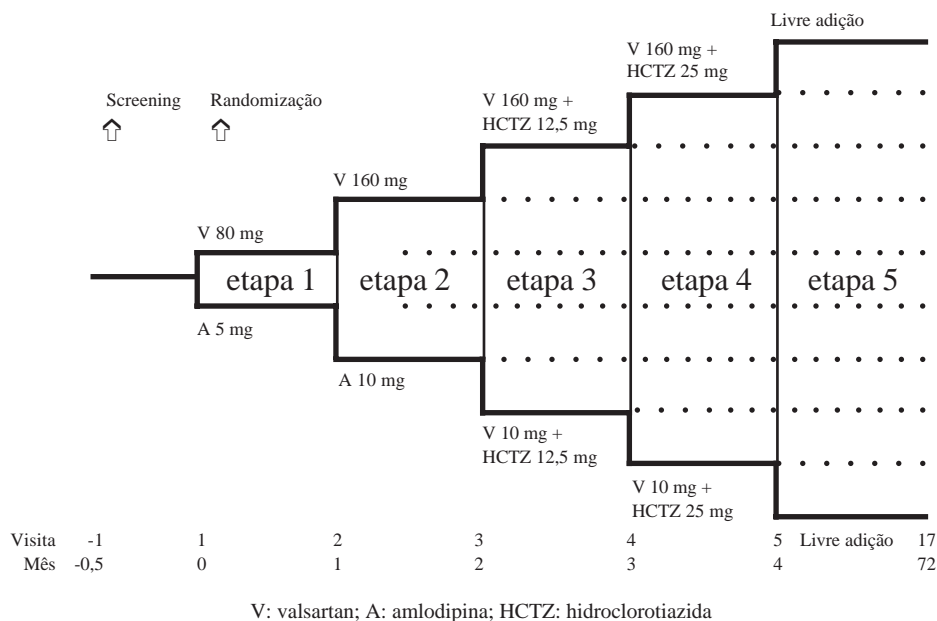 Livre adição
V 160 mg +
HCTZ 25 mg
Screening Randomização
V 160 mg +
HCTZ 12,5 mg
V 160 mg
V 80 mg
etapa 1 etapa 2 etapa 3 etapa 4 etapa 5
A 5 mg
A 10 mg
V 10 mg +
HCTZ 12,5 mg
V 10 mg +
HCTZ 25 mg
Visita -1 1 2 3 4 5 Livre adição 17
Mês -0,5 0 1 2 3 4 72
V: valsartan; A: amlodipina; HCTZ: hidroclorotiazida